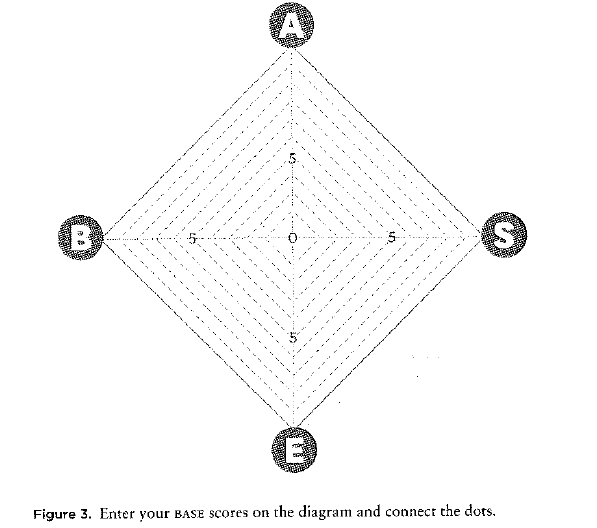 A
5
B
5
0
5
S
5
E
Figure 3. Enter your BASE scores on the diagram and connect the dots.